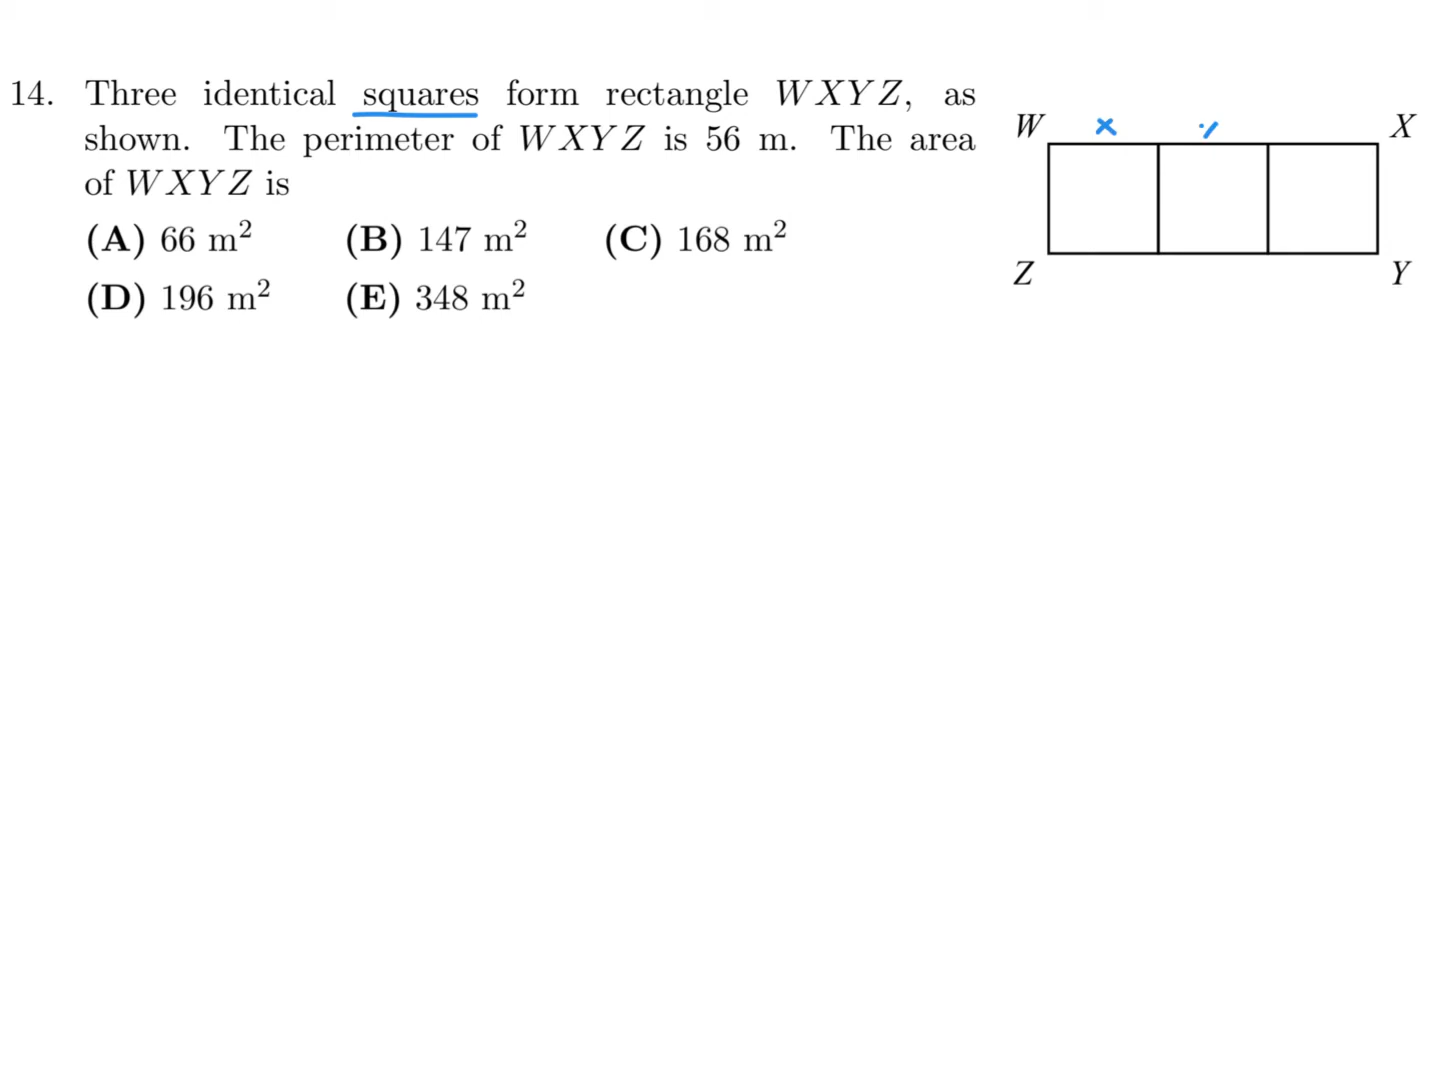 14. Three identical squares form rectangle WXYZ, as
shown. The perimeter of WXYZ is 56 m. The area
of WXYZ is
(A) 66 m² (B) 147 m² (C) 168 m²
(D) 196 m² (E) 348 m²
W x X
Z Y